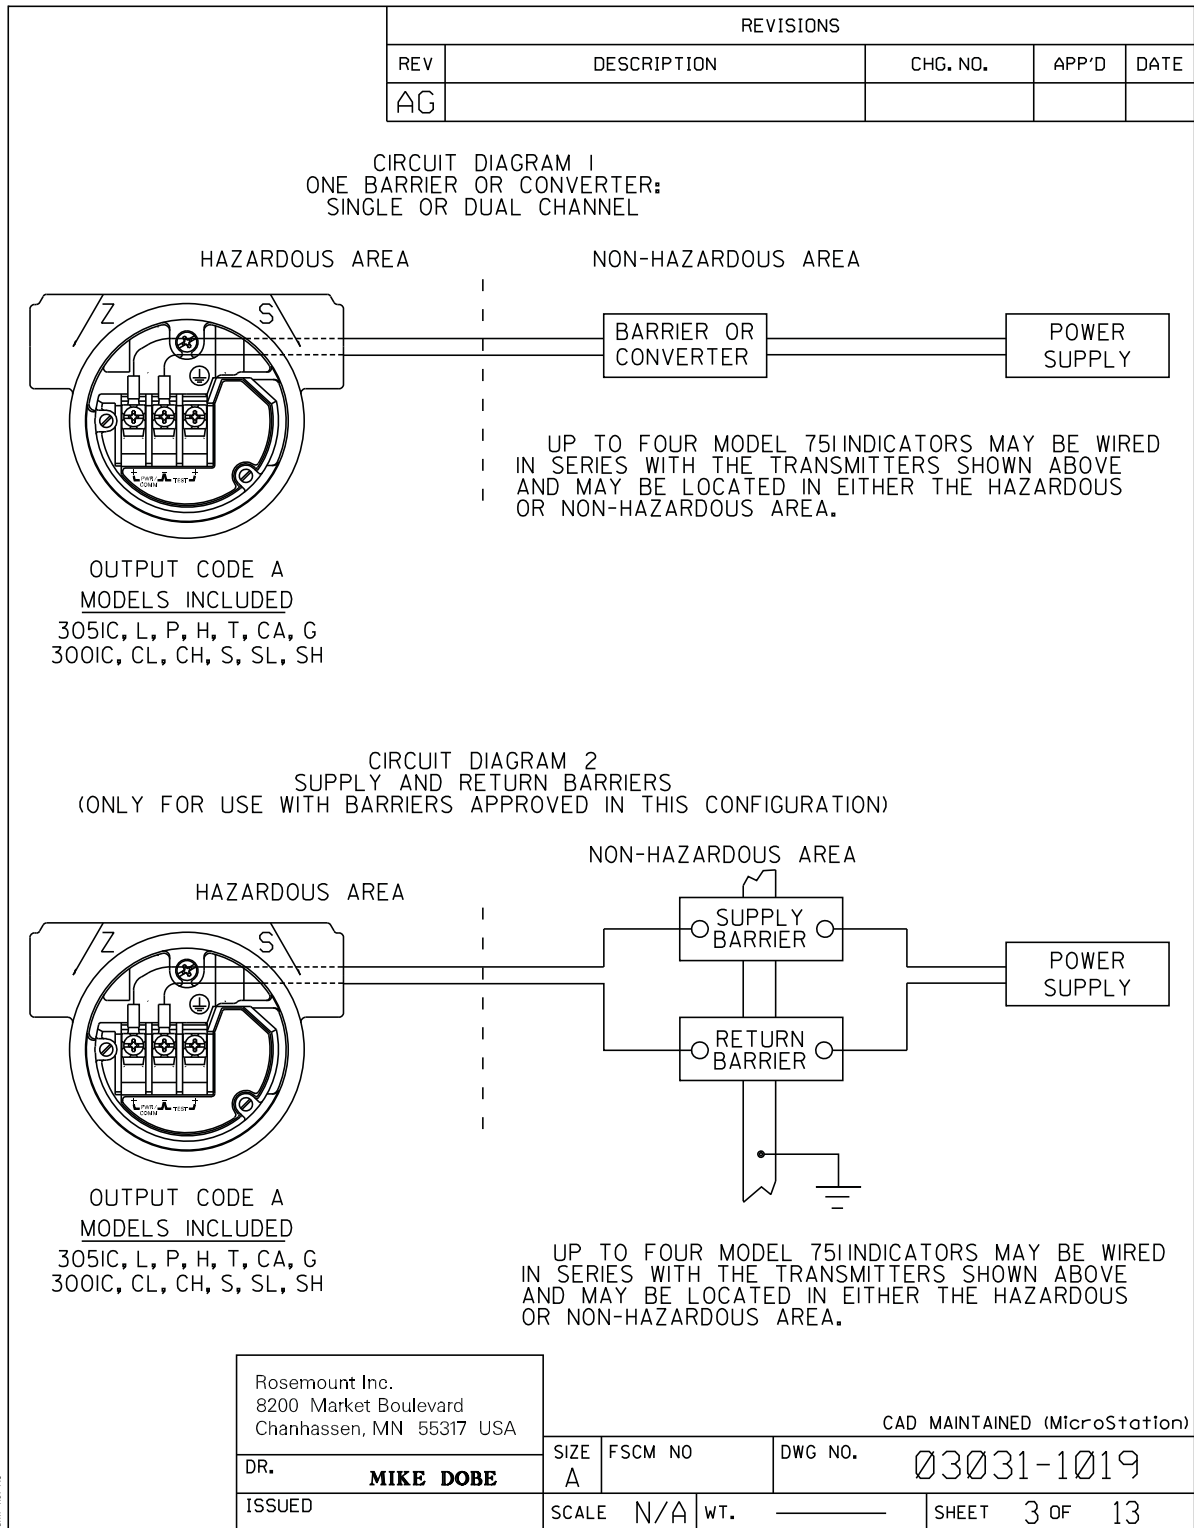 REVISIONS
REV DESCRIPTION CHG. NO. APP'D DATE
AG
CIRCUIT DIAGRAM 1
ONE BARRIER OR CONVERTER:
SINGLE OR DUAL CHANNEL
HAZARDOUS AREA NON-HAZARDOUS AREA
Z S
BARRIER OR
CONVERTER
POWER
SUPPLY
+ PWR/COMM - TEST +
UP TO FOUR MODEL 751 INDICATORS MAY BE WIRED
IN SERIES WITH THE TRANSMITTERS SHOWN ABOVE
AND MAY BE LOCATED IN EITHER THE HAZARDOUS
OR NON-HAZARDOUS AREA.
OUTPUT CODE A
MODELS INCLUDED
3051C, L, P, H, T, CA, G
3001C, CL, CH, S, SL, SH
CIRCUIT DIAGRAM 2
SUPPLY AND RETURN BARRIERS
(ONLY FOR USE WITH BARRIERS APPROVED IN THIS CONFIGURATION)
NON-HAZARDOUS AREA
HAZARDOUS AREA
Z S
SUPPLY
BARRIER
POWER
SUPPLY
RETURN
BARRIER
+ PWR/COMM - TEST +
OUTPUT CODE A
MODELS INCLUDED
3051C, L, P, H, T, CA, G
3001C, CL, CH, S, SL, SH
UP TO FOUR MODEL 751 INDICATORS MAY BE WIRED
IN SERIES WITH THE TRANSMITTERS SHOWN ABOVE
AND MAY BE LOCATED IN EITHER THE HAZARDOUS
OR NON-HAZARDOUS AREA.
Rosemount Inc.
8200 Market Boulevard
Chanhassen, MN 55317 USA
CAD MAINTAINED (MicroStation)
DR. MIKE DOBE
SIZE A FSCM NO DWG NO. 03031-1019
ISSUED
SCALE N/A WT. SHEET 3 OF 13